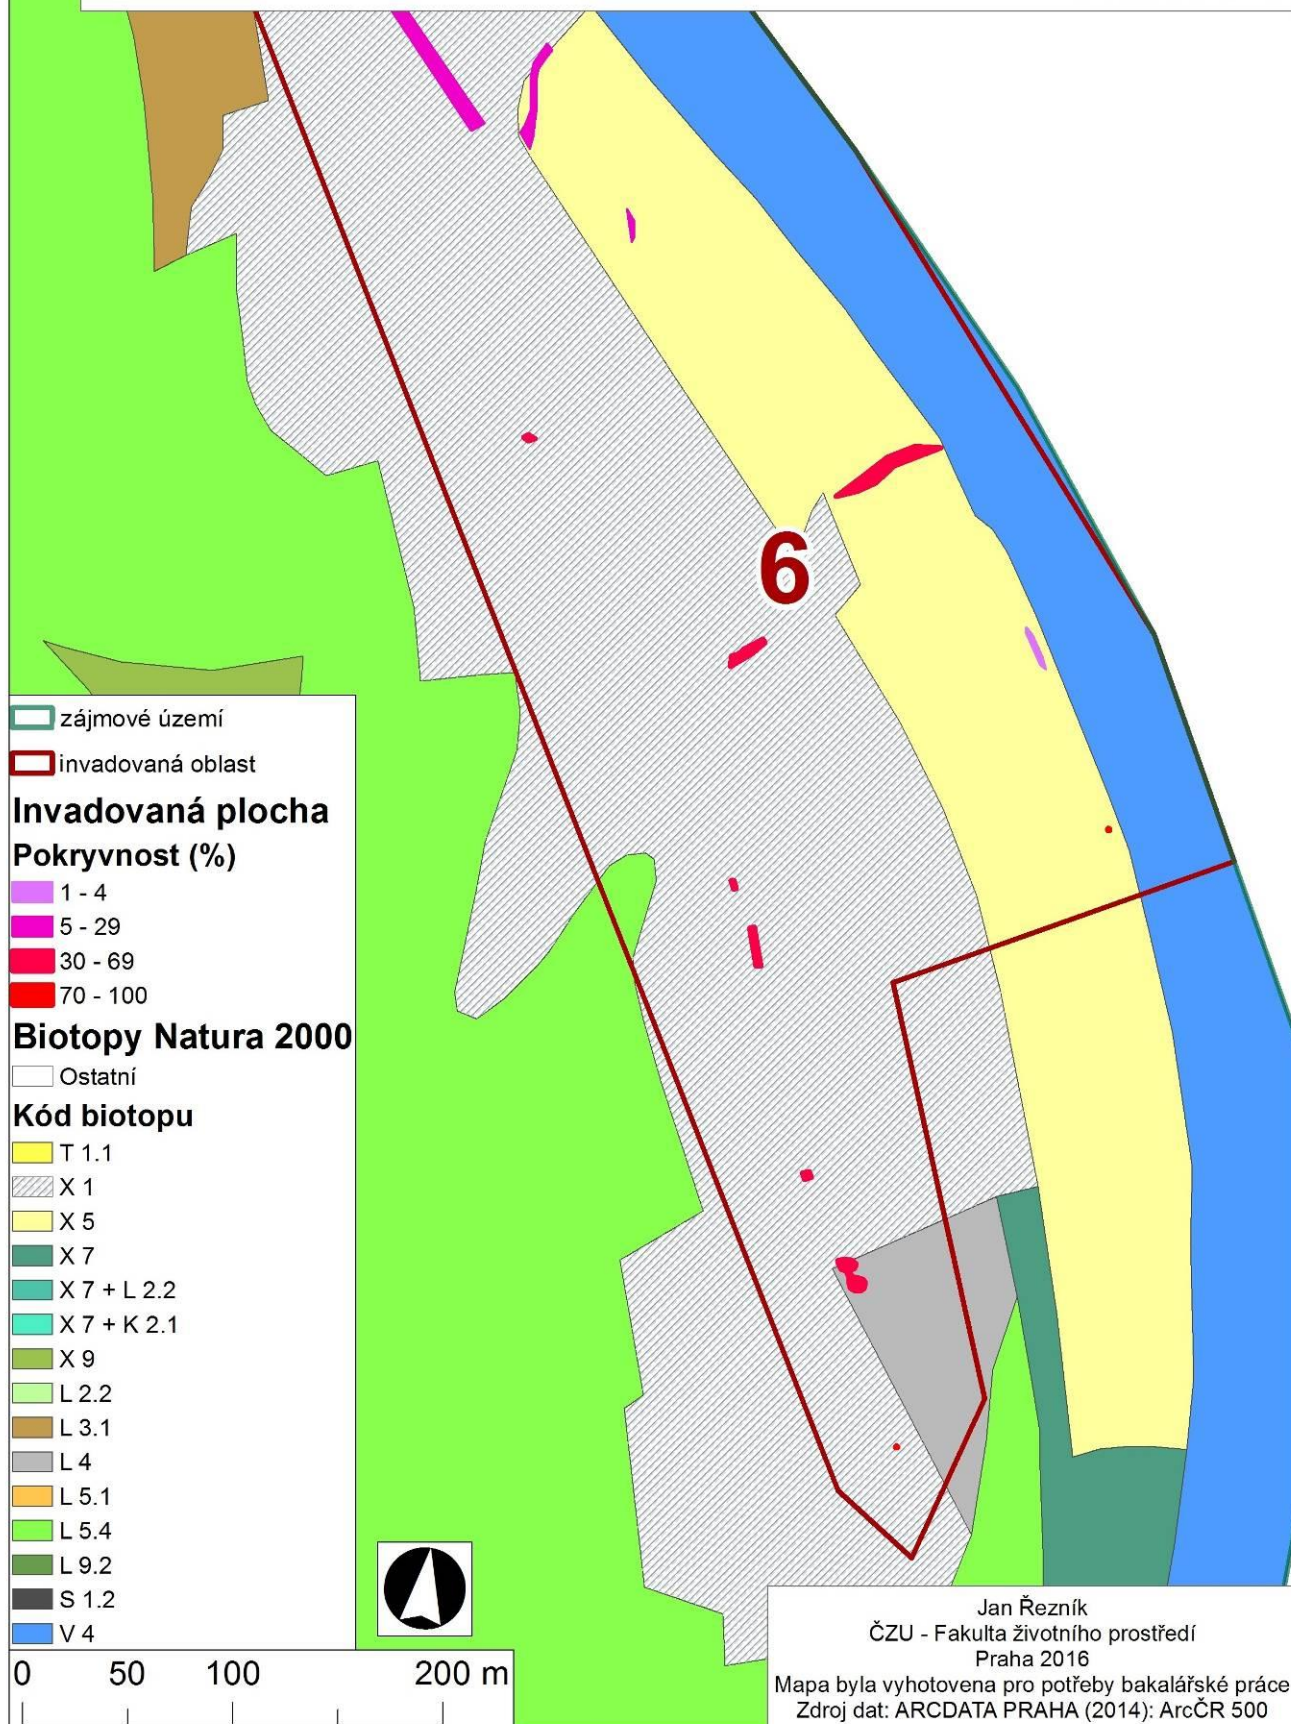 6
zájmové území
invadovaná oblast
Invadovaná plocha
Pokryvnost (%)
1 - 4
5 - 29
30 - 69
70 - 100
Biotopy Natura 2000
Ostatní
Kód biotopu
T 1.1
X 1
X 5
X 7
X 7 + L 2.2
X 7 + K 2.1
X 9
L 2.2
L 3.1
L 4
L 5.1
L 5.4
L 9.2
S 1.2
V 4
0 50 100 200 m
Jan Řezník
ČZU - Fakulta životního prostředí
Praha 2016
Mapa byla vyhotovena pro potřeby bakalářské práce
Zdroj dat: ARCDATA PRAHA (2014): ArcČR 500